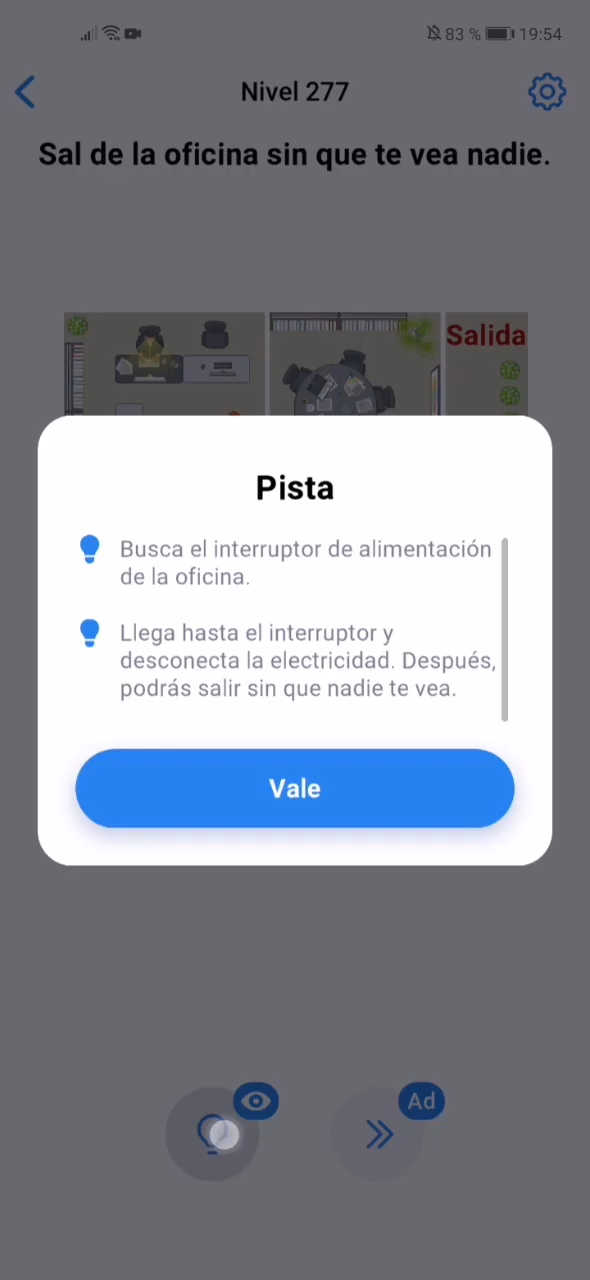 83 % 19:54
Nivel 277
Sal de la oficina sin que te vea nadie.
Salida
Pista
Busca el interruptor de alimentación
de la oficina.
Llega hasta el interruptor y
desconecta la electricidad. Después,
podrás salir sin que nadie te vea.
Vale
Ad